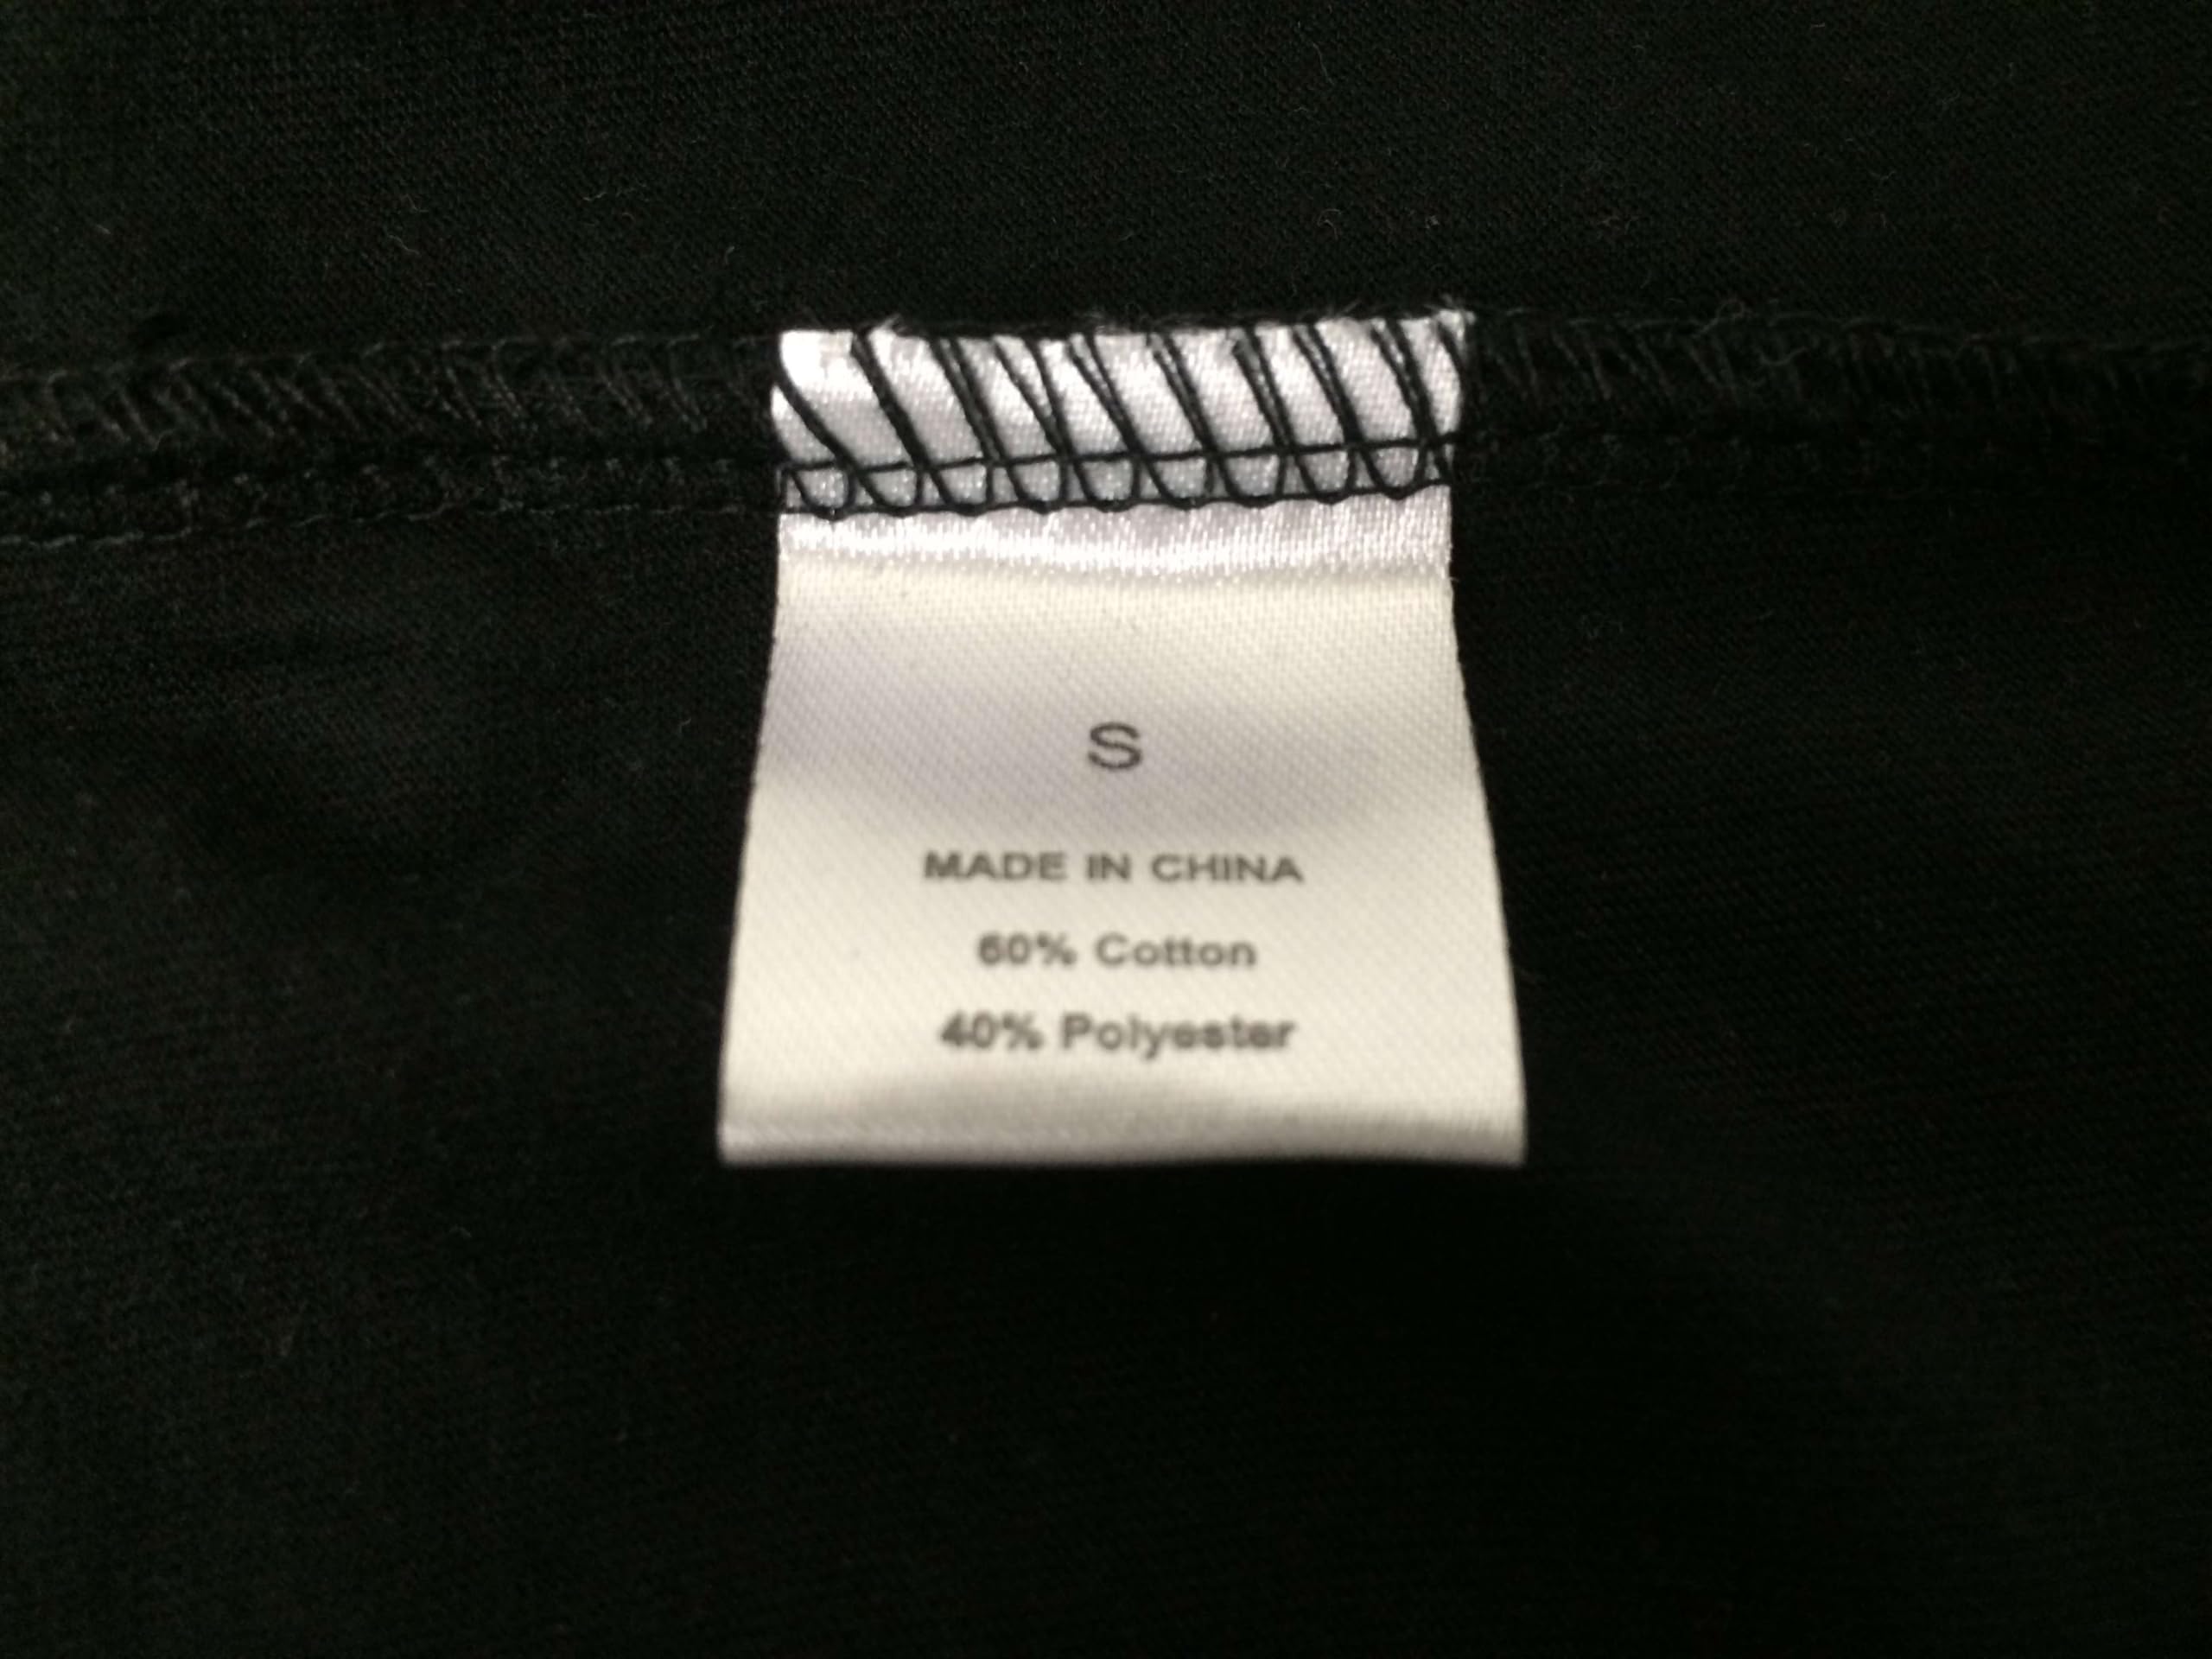 S
MADE IN CHINA
60% Cotton
40% Polyester